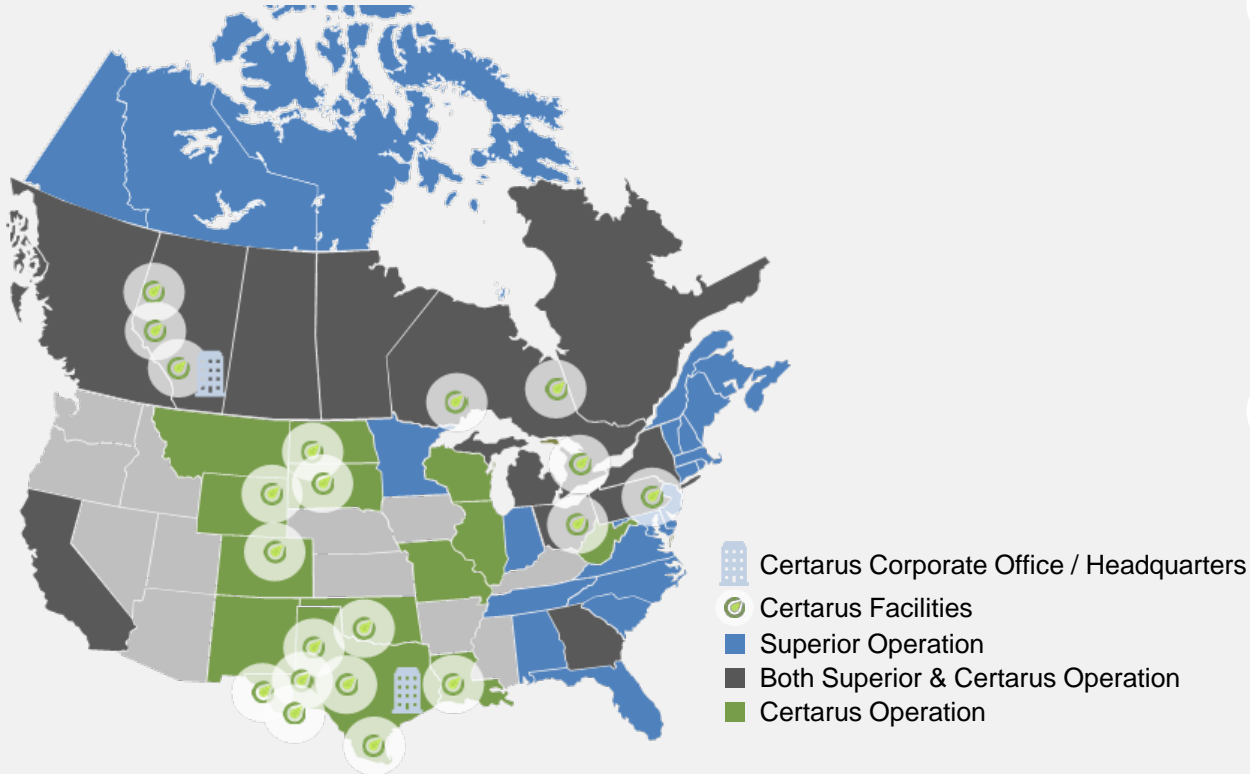 Certarus Corporate Office / Headquarters
Certarus Facilities
Superior Operation
Both Superior & Certarus Operation
Certarus Operation